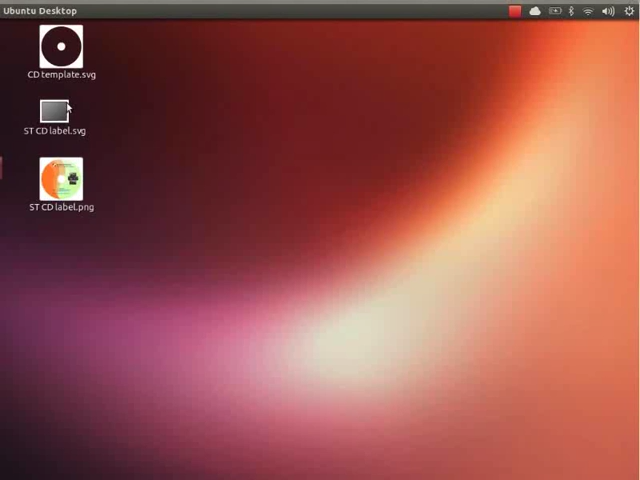 Ubuntu Desktop
CD template.svg
ST CD label.svg
ST CD label.png